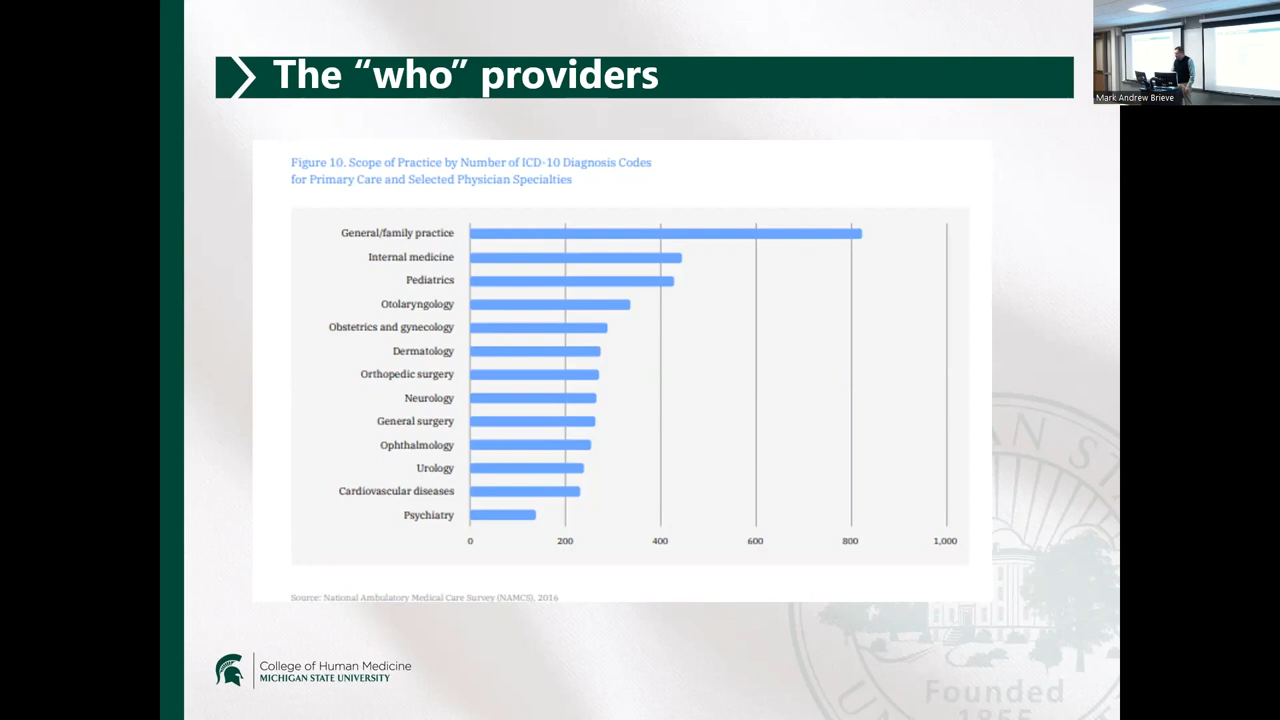 The “who” providers
Mark Andrew Brieve
Figure 10. Scope of Practice by Number of ICD-10 Diagnosis Codes
for Primary Care and Selected Physician Specialties
General/family practice
Internal medicine
Pediatrics
Otolaryngology
Obstetrics and gynecology
Dermatology
Orthopedic surgery
Neurology
General surgery
Ophthalmology
Urology
Cardiovascular diseases
Psychiatry
0 200 400 600 800 1,000
Source: National Ambulatory Medical Care Survey (NAMCS), 2016
College of Human Medicine
MICHIGAN STATE UNIVERSITY
AN ST
Founded
1855
U